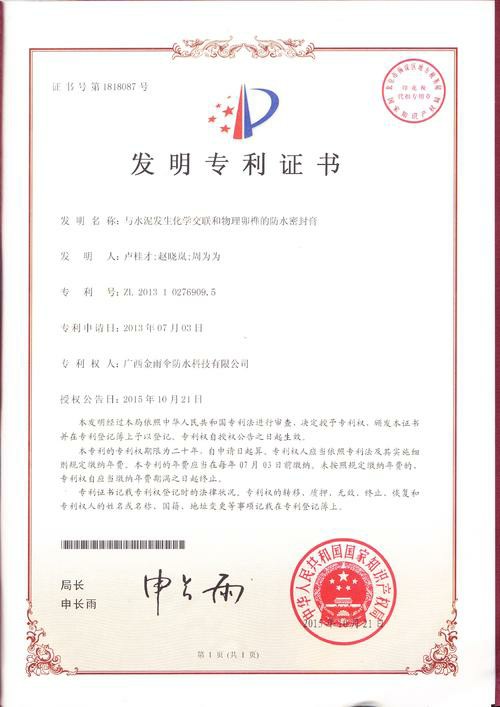 证书号第1818087号
发明专利证书
发 明 名 称：与水泥发生化学交联和物理卯榫的防水密封膏
发 明 人：卢桂才;赵晓岚;周为为
专 利 号：ZL 2013 1 0276909.5
专利申请日：2013年07月03日
专 利 权 人：广西金雨伞防水科技有限公司
授权公告日：2015年10月21日
本发明经过本局依照中华人民共和国专利法进行审查，决定授予专利权，颁发本证书
并在专利登记簿上予以登记。专利权自授权公告之日起生效。
本专利的专利权期限为二十年，自申请日起算。专利权人应当依照专利法及其实施细
则规定缴纳年费。本专利的年费应当在每年07月03日前缴纳。未按照规定缴纳年费的，
专利权自应当缴纳年费期满之日起终止。
专利证书记载专利权登记时的法律状况。专利权的转移、质押、无效、终止、恢复和
专利权人的姓名或名称、国籍、地址变更等事项记载在专利登记簿上。
局长
申长雨
申长雨
中华人民共和国国家知识产权局
2015年10月21日
第1页(共1页)